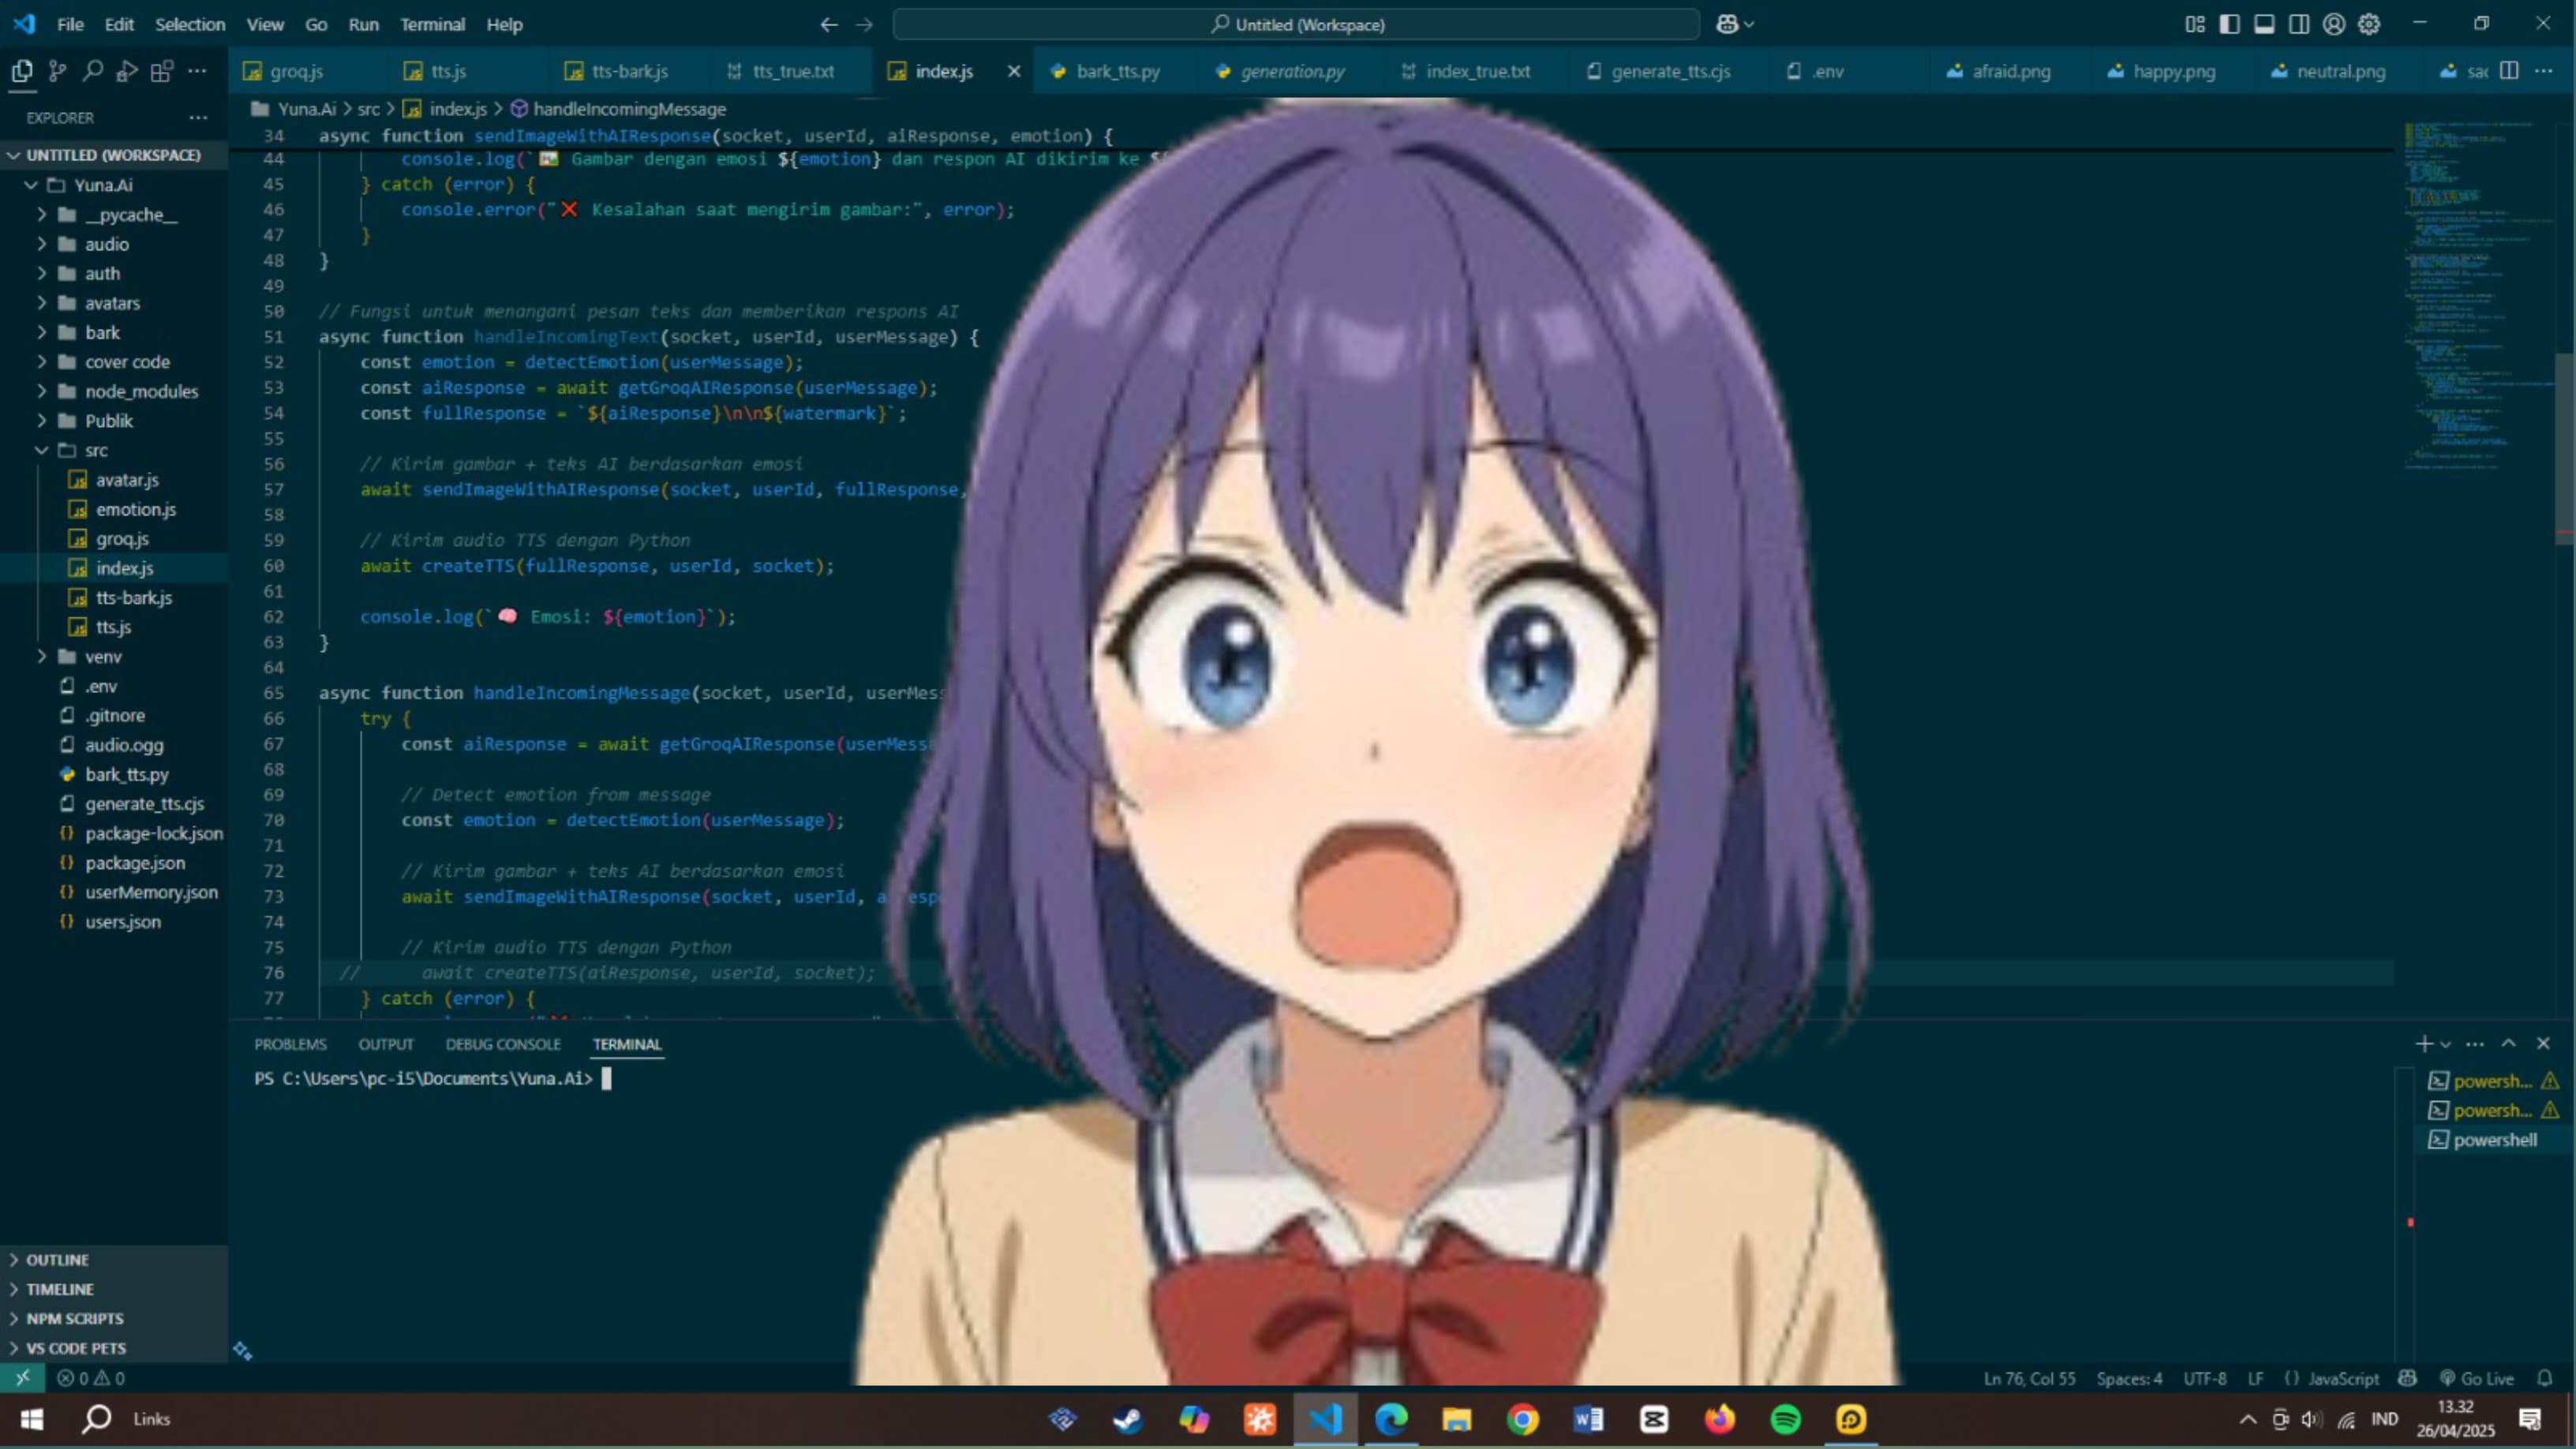 File Edit Selection View Go Run Terminal Help
Untitled (Workspace)
groq.js tts.js tts-bark.js tts_true.txt index.js bark_tts.py generation.py index_true.txt generate_tts.cjs .env afraid.png happy.png neutral.png sac
EXPLORER
UNTITLED (WORKSPACE)
Yuna.Ai
__pycache__
audio
auth
avatars
bark
cover code
node_modules
Publik
src
avatar.js
emotion.js
groq.js
index.js
tts-bark.js
tts.js
venv
.env
.gitnore
audio.ogg
bark_tts.py
generate_tts.cjs
package-lock.json
package.json
userMemory.json
users.json
OUTLINE
TIMELINE
NPM SCRIPTS
VS CODE PETS
Yuna.Ai > src > index.js > handleIncomingMessage
34 async function sendImageWithAIResponse(socket, userId, aiResponse, emotion) {
44 console.log(`🖼️ Gambar dengan emosi ${emotion} dan respon AI dikirim ke $
45 } catch (error) {
46 console.error("❌ Kesalahan saat mengirim gambar:", error);
47 }
48 }
49
50 // Fungsi untuk menangani pesan teks dan memberikan respons AI
51 async function handleIncomingText(socket, userId, userMessage) {
52 const emotion = detectEmotion(userMessage);
53 const aiResponse = await getGroqAIResponse(userMessage);
54 const fullResponse = `${aiResponse}\n\n${watermark}`;
55
56 // Kirim gambar + teks AI berdasarkan emosi
57 await sendImageWithAIResponse(socket, userId, fullResponse,
58
59 // Kirim audio TTS dengan Python
60 await createTTS(fullResponse, userId, socket);
61
62 console.log(`🧠 Emosi: ${emotion}`);
63 }
64
65 async function handleIncomingMessage(socket, userId, userMess
66 try {
67 const aiResponse = await getGroqAIResponse(userMess
68
69 // Detect emotion from message
70 const emotion = detectEmotion(userMessage);
71
72 // Kirim gambar + teks AI berdasarkan emosi
73 await sendImageWithAIResponse(socket, userId, a esp
74
75 // Kirim audio TTS dengan Python
76 // await createTTS(aiResponse, userId, socket);
77 } catch (error) {
PROBLEMS OUTPUT DEBUG CONSOLE TERMINAL
PS C:\Users\pc-i5\Documents\Yuna.Ai>
powersh...
powersh...
powershell
0 0
Ln 76, Col 55 Spaces: 4 UTF-8 LF {} JavaScript Go Live
Links
IND
13.32
26/04/2025